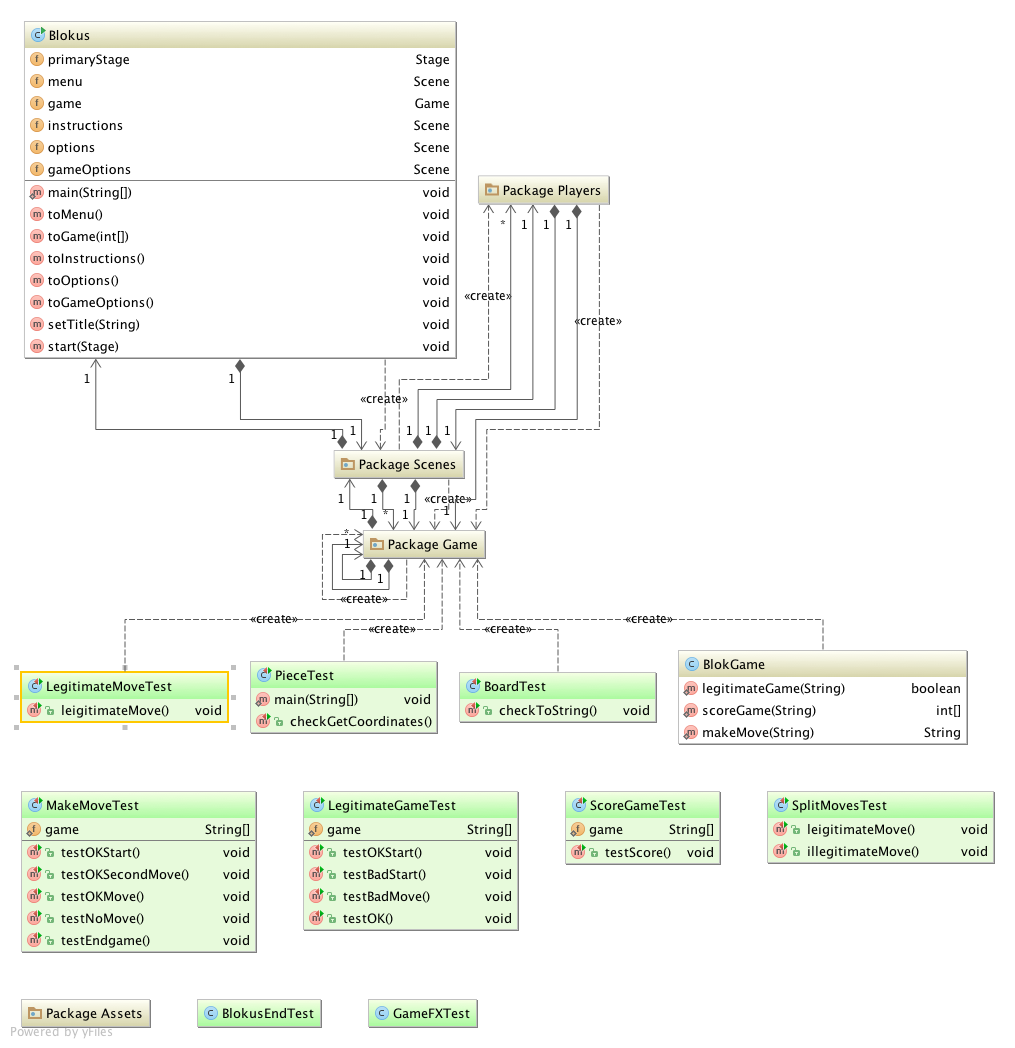 Blokus
primaryStage Stage
menu Scene
game Game
instructions Scene
options Scene
gameOptions Scene
main(String[]) void
toMenu() void
toGame(int[]) void
toInstructions() void
toOptions() void
toGameOptions() void
setTitle(String) void
start(Stage) void
Package Players
* 1 1 1
«create»
«create»
1 1
«create»
1 1 1 1 1
Package Scenes
1 1 1 «create»
1 * 1 1
Package Game
*
1
1 1
«create»
«create»
«create»
«create»
«create»
LegitimateMoveTest
leigitimateMove() void
PieceTest
main(String[]) void
checkGetCoordinates()
BoardTest
checkToString() void
BlokGame
legitimateGame(String) boolean
scoreGame(String) int[]
makeMove(String) String
MakeMoveTest
game String[]
testOKStart() void
testOKSecondMove() void
testOKMove() void
testNoMove() void
testEndgame() void
LegitimateGameTest
game String[]
testOKStart() void
testBadStart() void
testBadMove() void
testOK() void
ScoreGameTest
game String[]
testScore() void
SplitMovesTest
leigitimateMove() void
illegitimateMove() void
Package Assets
BlokusEndTest
GameFXTest
Powered by yFiles